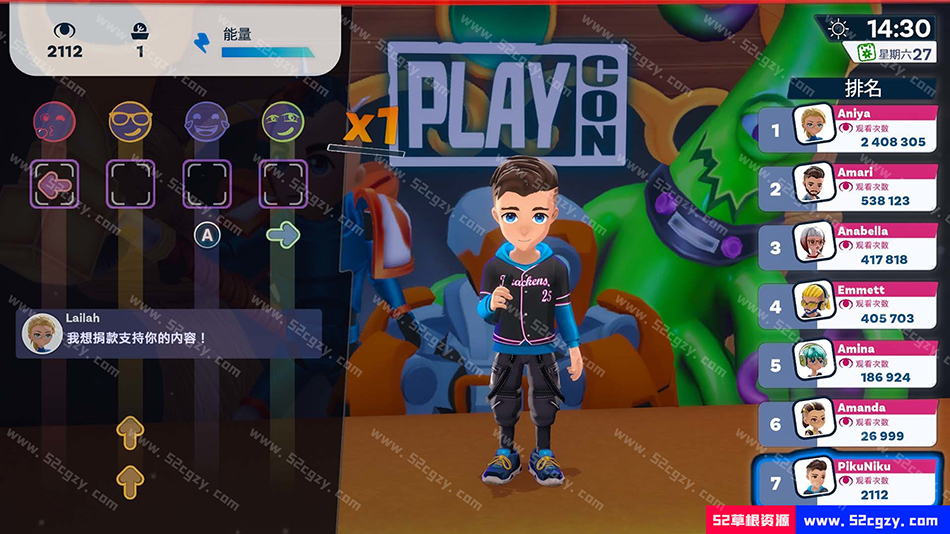 2112
1
能量
14:30
星期六27
排名
PLAY
CON
x1
1
Aniya
观看次数
2 408 305
2
Amari
观看次数
538 123
3
Anabella
观看次数
417 818
4
Emmett
观看次数
405 703
5
Amina
观看次数
186 924
6
Amanda
观看次数
26 999
7
PikuNiku
观看次数
2112
A
Lailah
我想捐款支持你的内容！
25
52草根资源 www.52cgzy.com
www.52cgzy.com